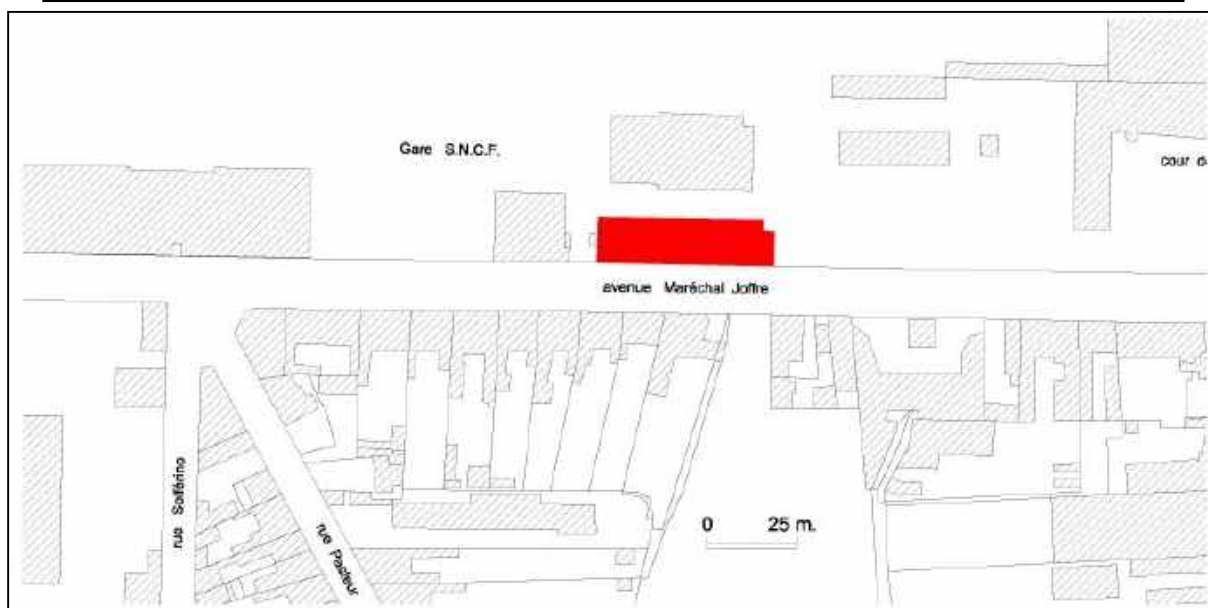 Gare S.N.C.F.
cour d
avenue Maréchal Joffre
rue Solférino
rue Pasteur
0 25 m.